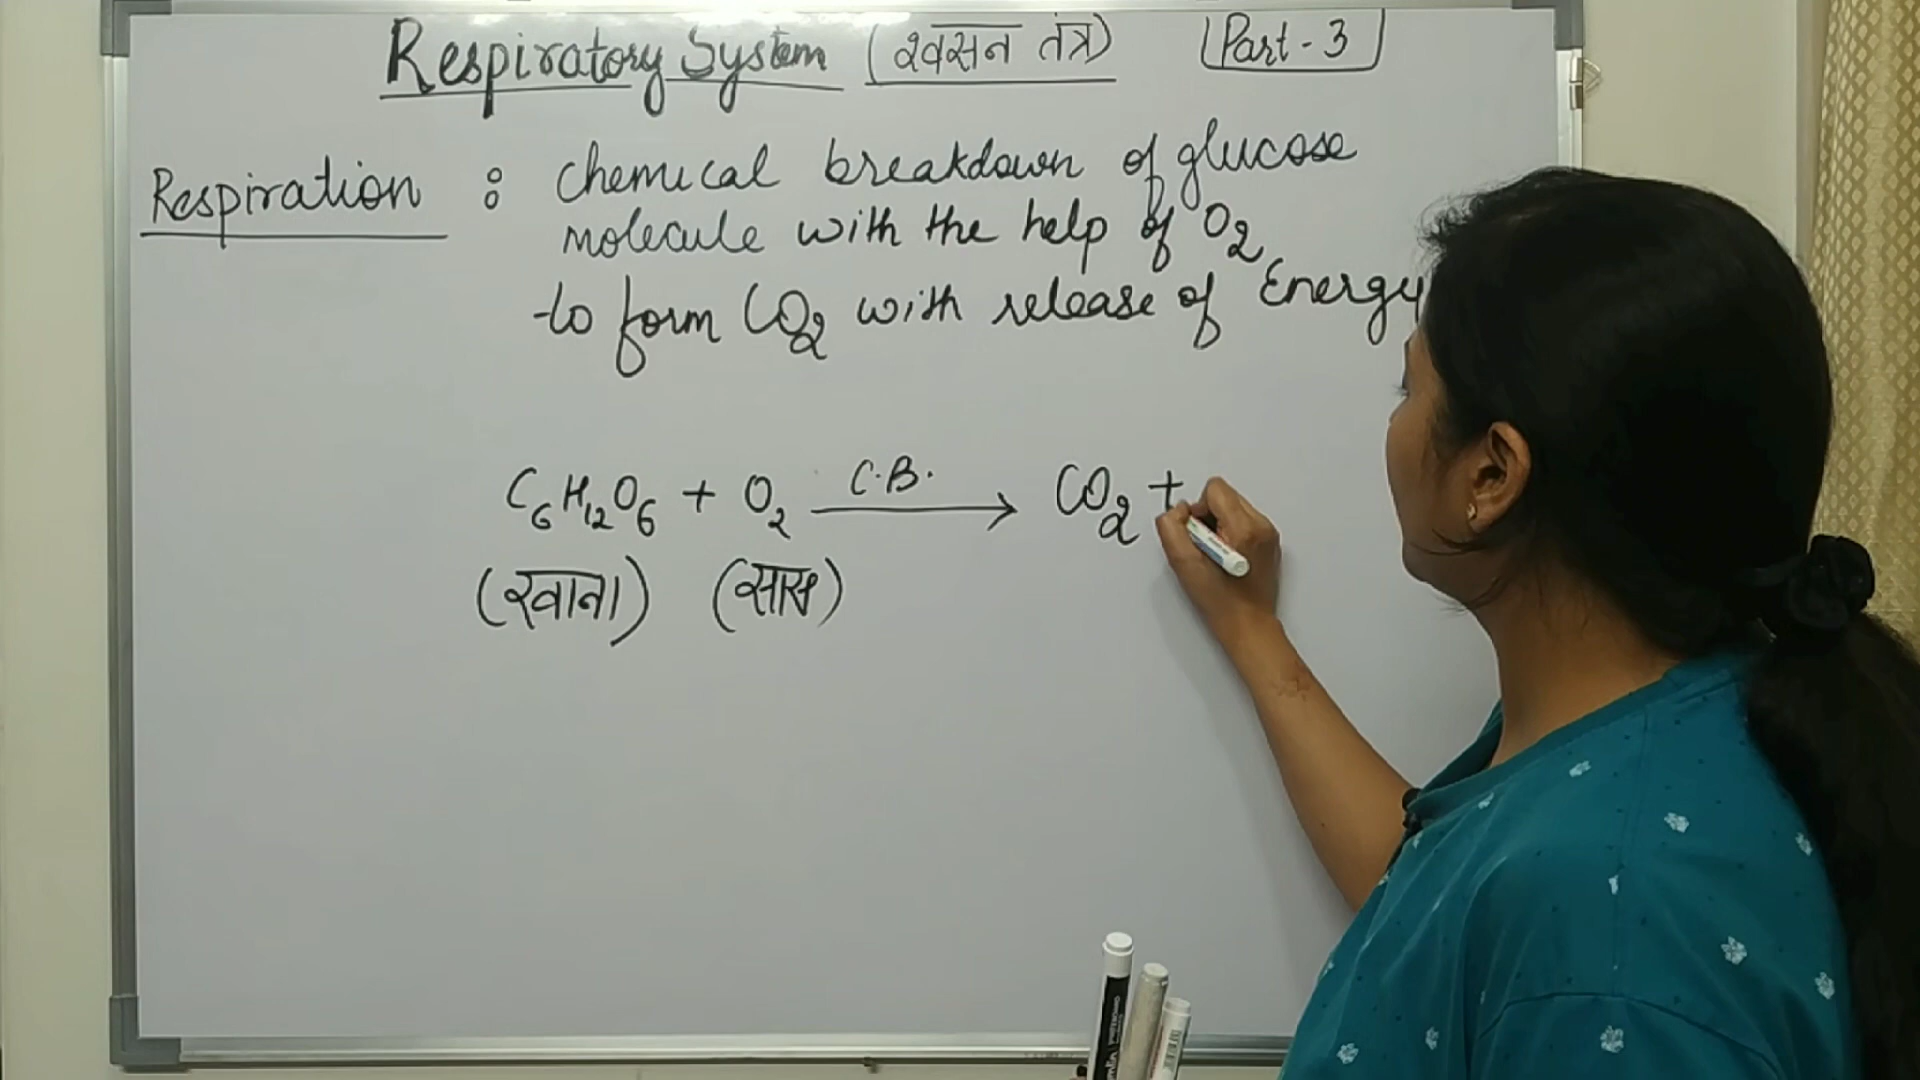 Respiratory System (श्वसन तंत्र) Part - 3
Respiration : Chemical breakdown of glucose
molecule with the help of O2
to form CO2 with release of Energy
C6H12O6 + O2 C.B. → CO2 +
(खाना) (सास)